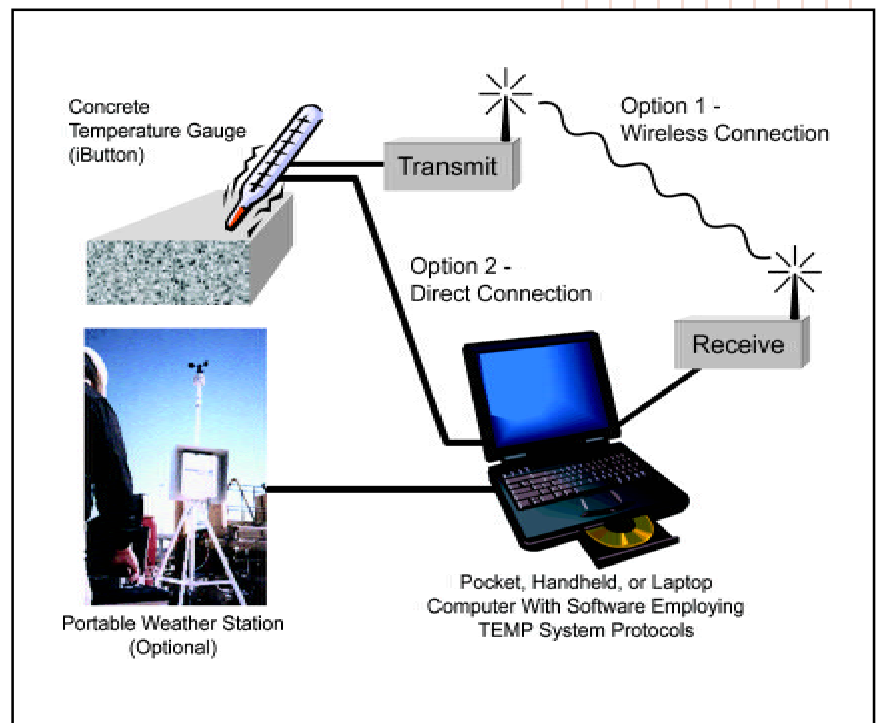 Concrete
Temperature Gauge
(iButton)
Transmit
Option 1 -
Wireless Connection
Option 2 -
Direct Connection
Receive
Portable Weather Station
(Optional)
Pocket, Handheld, or Laptop
Computer With Software Employing
TEMP System Protocols